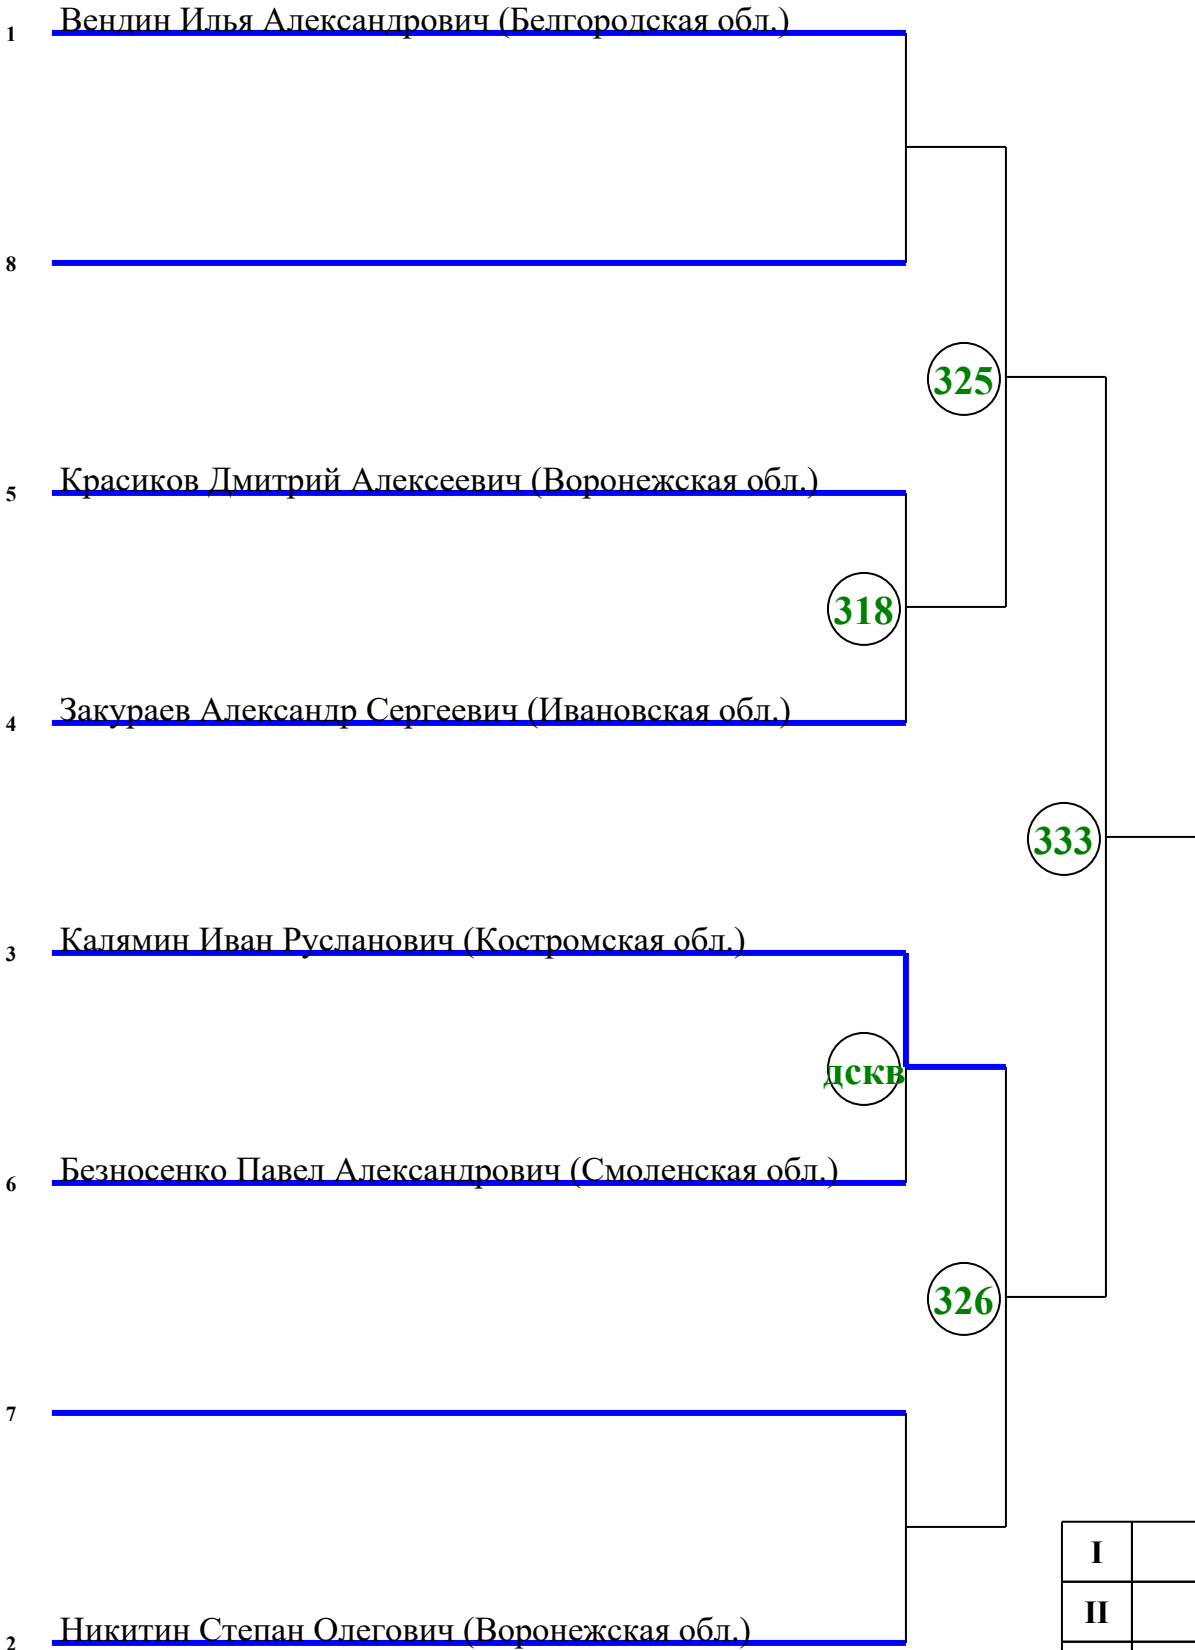 1 Вендин Илья Александрович (Белгородская обл.)
8
325
5 Красиков Дмитрий Алексеевич (Воронежская обл.)
318
4 Закураев Александр Сергеевич (Ивановская обл.)
333
3 Калямин Иван Русланович (Костромская обл.)
дскв
6 Безносенко Павел Александрович (Смоленская обл.)
326
7
I
II
2 Никитин Степан Олегович (Воронежская обл.)